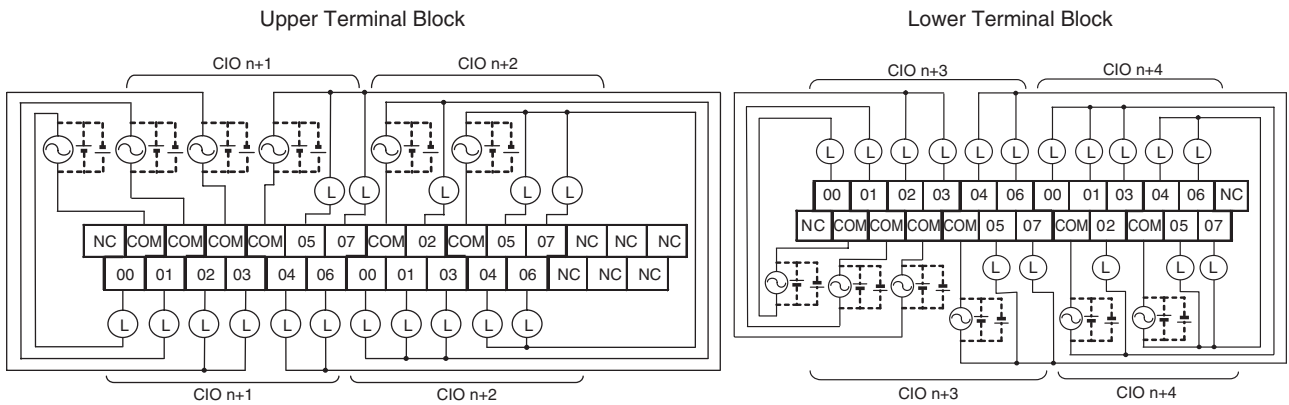 Upper Terminal Block
Lower Terminal Block
CIO n+1
CIO n+2
L L L L L
NC COM COM COM COM 05 07 COM 02 COM 05 07 NC NC NC
00 01 02 03 04 06 00 01 03 04 06 NC NC NC
L L L L L L L L L L L
CIO n+1
CIO n+2
CIO n+3
CIO n+4
L L L L L L L L L L L
00 01 02 03 04 06 00 01 03 04 06 NC
NC COM COM COM COM 05 07 COM 02 COM 05 07
L L L L L
CIO n+3
CIO n+4